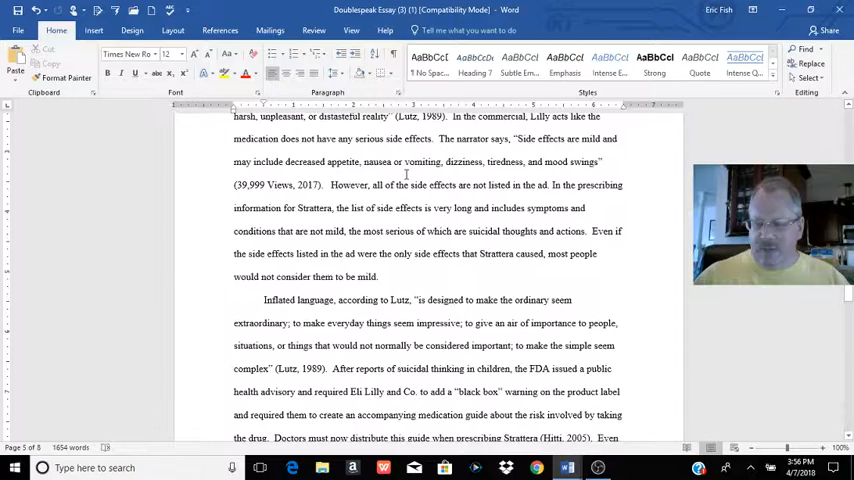 Doublespeak Essay (3) (1) [Compatibility Mode] - Word
Eric Fish
File Home Insert Draw Design Layout References Mailings Review View Help Tell me what you want to do Share
Paste
Cut
Copy
Format Painter
Clipboard
Times New Ro 12
Font
Paragraph
AaBbCcD AaBbCcDc AaBbCcD AaBbCcD AaBbCcD AaBbCcD AaBbCcD AaBbCcD
¶ No Spac... Heading 7 Subtle Em... Emphasis Intense E... Strong Quote Intense Q...
Styles
Find
Replace
Select
Editing
harsh, unpleasant, or distasteful reality” (Lutz, 1989). In the commercial, Lilly acts like the
medication does not have any serious side effects. The narrator says, “Side effects are mild and
may include decreased appetite, nausea or vomiting, dizziness, tiredness, and mood swings”
(39,999 Views, 2017). However, all of the side effects are not listed in the ad. In the prescribing
information for Strattera, the list of side effects is very long and includes symptoms and
conditions that are not mild, the most serious of which are suicidal thoughts and actions. Even if
the side effects listed in the ad were the only side effects that Strattera caused, most people
would not consider them to be mild.
Inflated language, according to Lutz, “is designed to make the ordinary seem
extraordinary; to make everyday things seem impressive; to give an air of importance to people,
situations, or things that would not normally be considered important; to make the simple seem
complex” (Lutz, 1989). After reports of suicidal thinking in children, the FDA issued a public
health advisory and required Eli Lilly and Co. to add a “black box” warning on the product label
and required them to create an accompanying medication guide about the risk involved by taking
the drug. Doctors must now distribute this guide when prescribing Strattera (Hitti, 2005). Even
Page 5 of 8 1654 words
100%
Type here to search
3:56 PM
4/7/2018